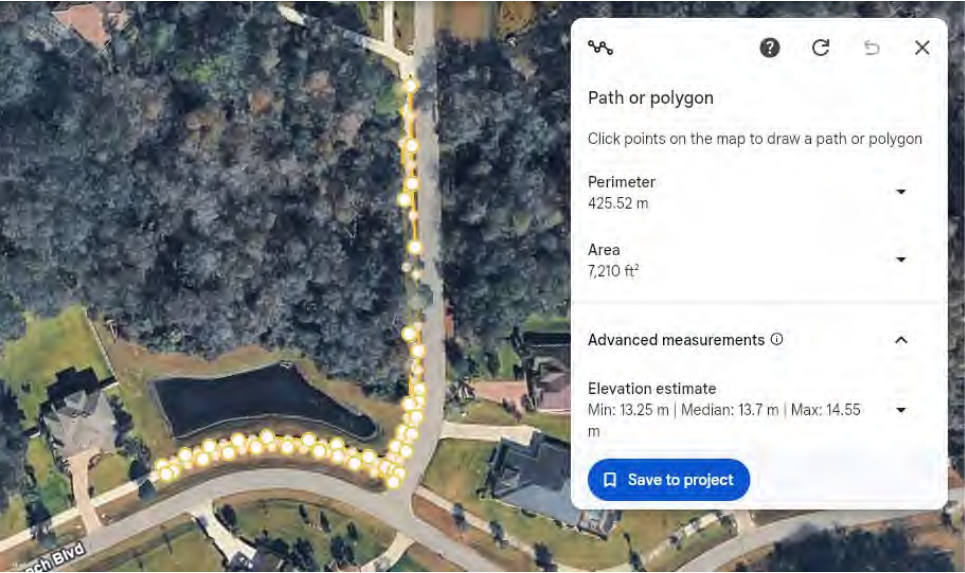 Path or polygon
Click points on the map to draw a path or polygon
Perimeter
425.52 m
Area
7,210 ft²
Advanced measurements
Elevation estimate
Min: 13.25 m | Median: 13.7 m | Max: 14.55
m
Save to project
nch Blvd